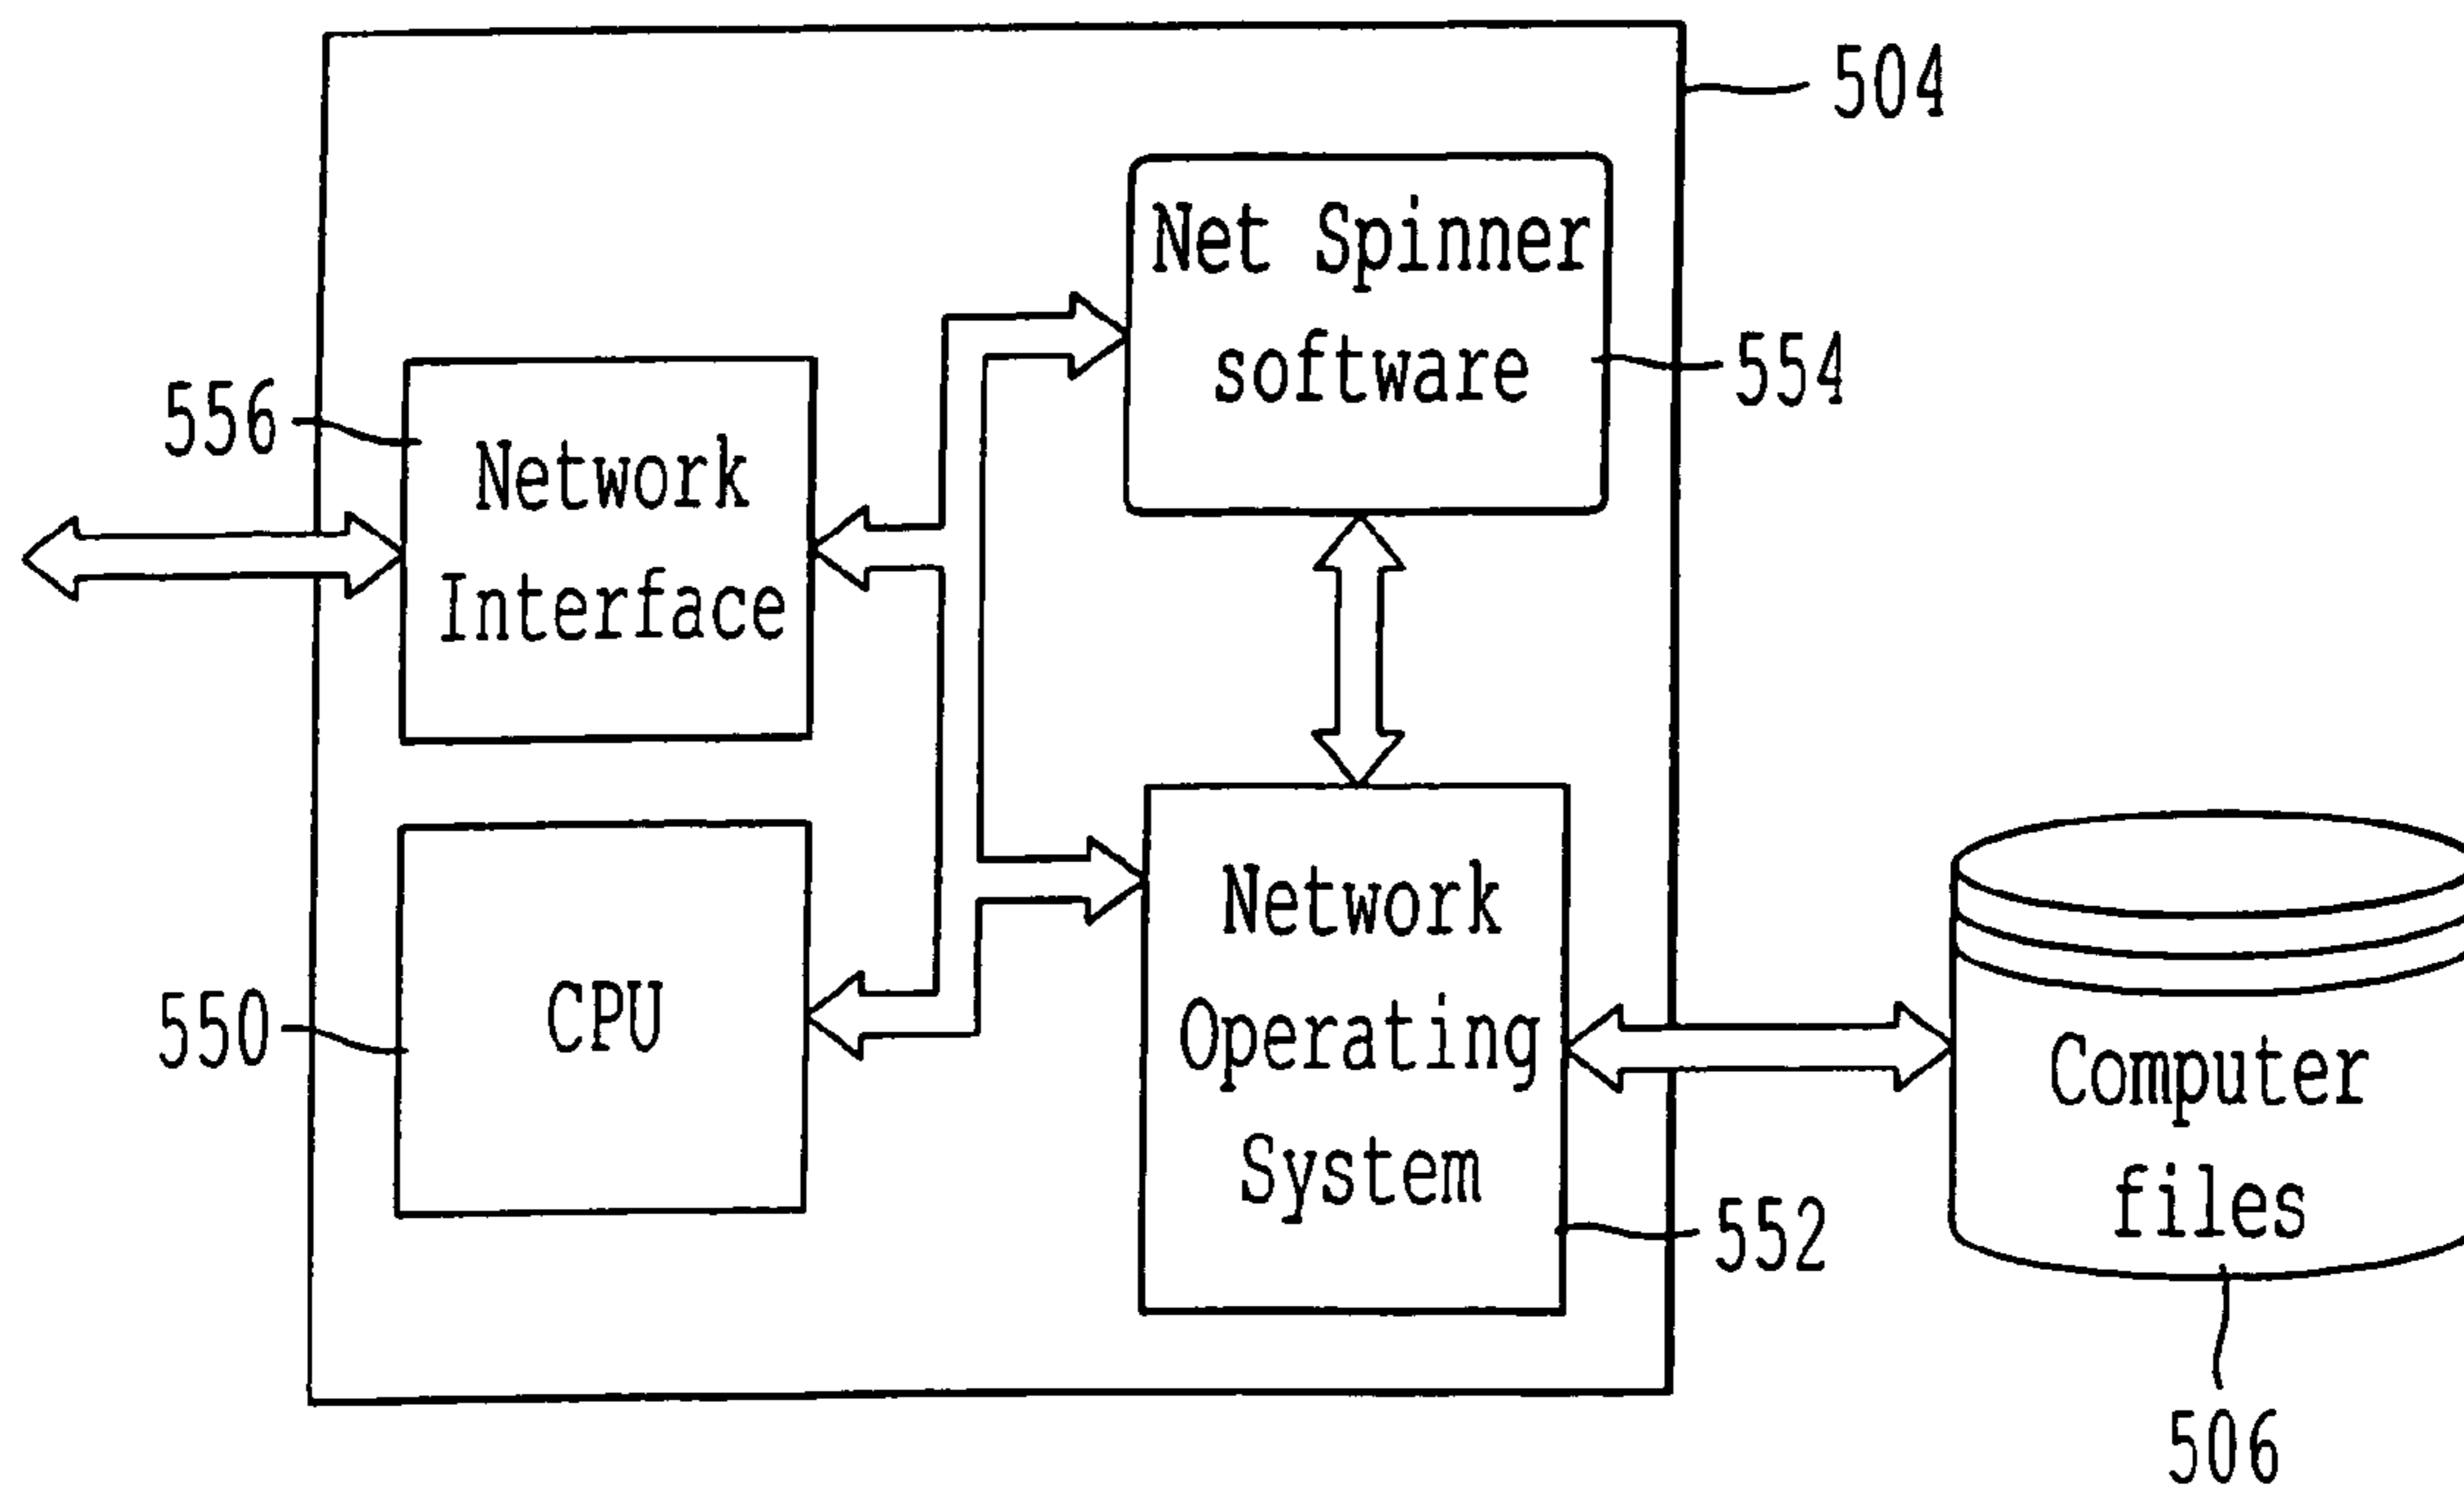 504
Net Spinner
software
554
556
Network
Interface
550
CPU
Network
Operating
System
552
Computer
files
506